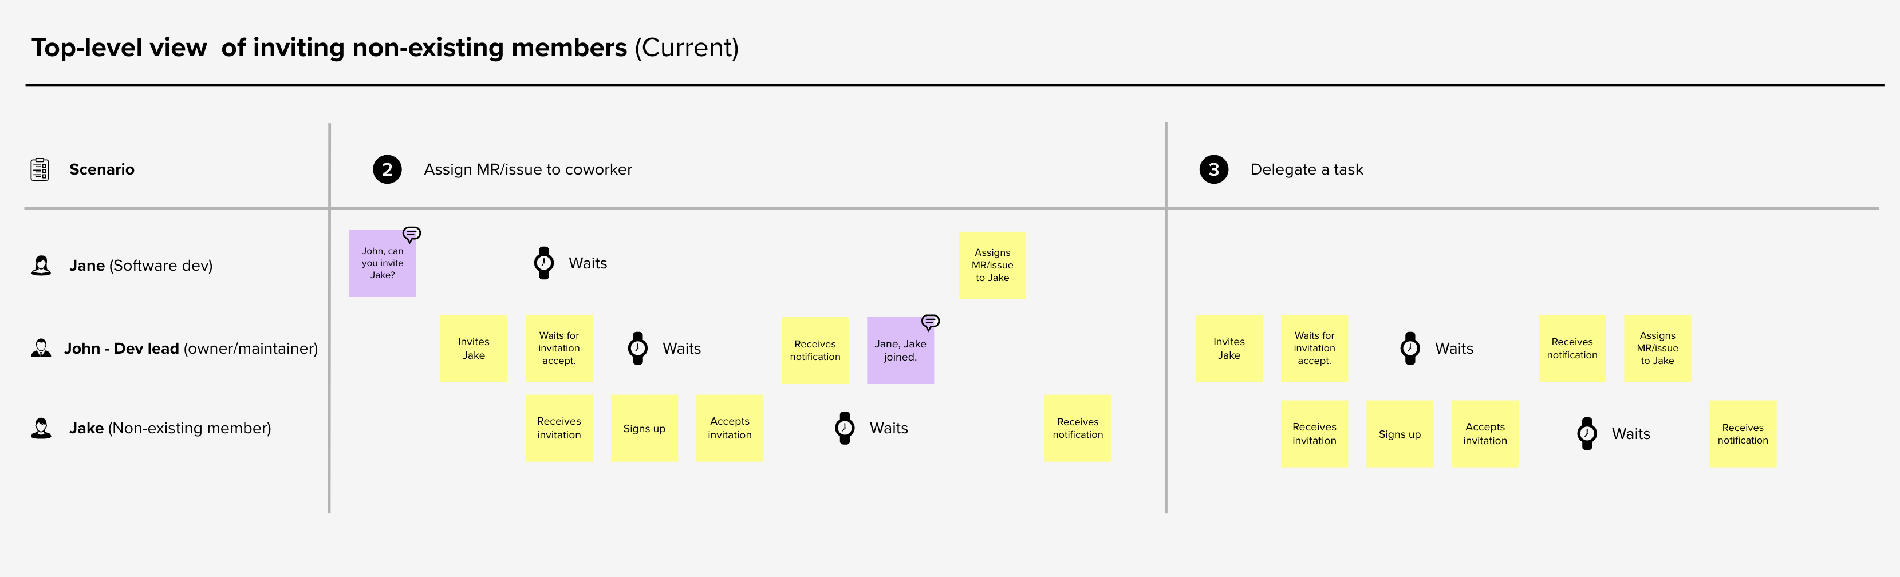 Top-level view of inviting non-existing members (Current)
Scenario
2 Assign MR/issue to coworker
3 Delegate a task
Jane (Software dev)
John, can
you invite
Jake?
Waits
Assigns
MR/issue
to Jake
John - Dev lead (owner/maintainer)
Invites
Jake
Waits for
invitation
accept.
Waits
Receives
notification
Jane, Jake
joined.
Invites
Jake
Waits for
invitation
accept.
Waits
Receives
notification
Assigns
MR/issue
to Jake
Jake (Non-existing member)
Receives
invitation
Signs up
Accepts
invitation
Waits
Receives
notification
Receives
invitation
Signs up
Accepts
invitation
Waits
Receives
notification